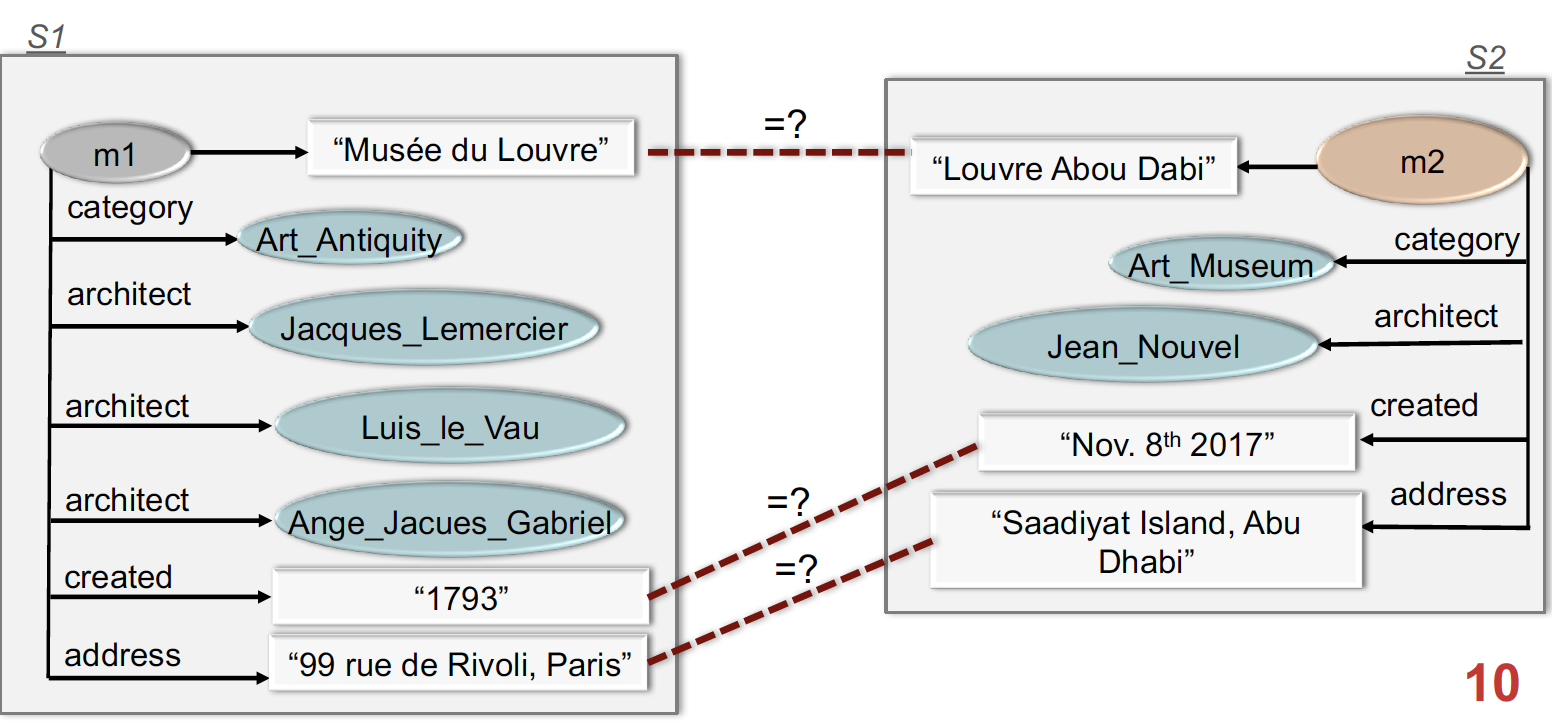 S1
m1
“Musée du Louvre”
category
Art_Antiquity
architect
Jacques_Lemercier
architect
Luis_le_Vau
architect
Ange_Jacues_Gabriel
created
“1793”
address
“99 rue de Rivoli, Paris”
=?
=?
=?
S2
“Louvre Abou Dabi”
m2
category
Art_Museum
architect
Jean_Nouvel
created
“Nov. 8th 2017”
address
“Saadiyat Island, Abu
Dhabi”
10